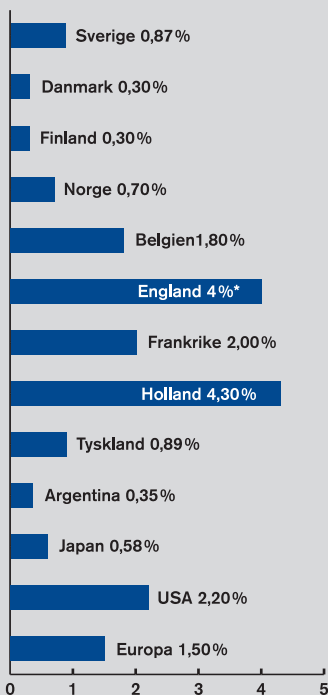 Sverige 0,87%
Danmark 0,30%
Finland 0,30%
Norge 0,70%
Belgien1,80%
England 4%*
Frankrike 2,00%
Holland 4,30%
Tyskland 0,89%
Argentina 0,35%
Japan 0,58%
USA 2,20%
Europa 1,50%
0 1 2 3 4 5